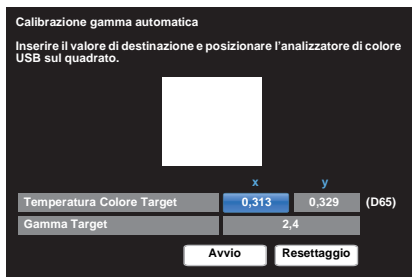 Calibrazione gamma automatica
Inserire il valore di destinazione e posizionare l'analizzatore di colore
USB sul quadrato.
x y
Temperatura Colore Target 0,313 0,329 (D65)
Gamma Target 2,4
Avvio Resettaggio